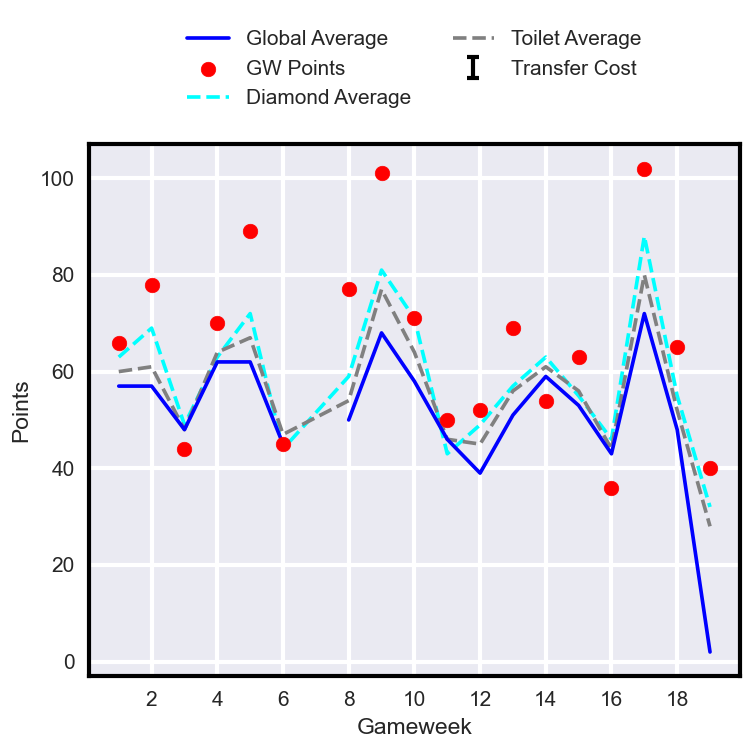 Global Average
GW Points
Diamond Average
Toilet Average
Transfer Cost
100
80
60
40
20
0
Points
2 4 6 8 10 12 14 16 18
Gameweek